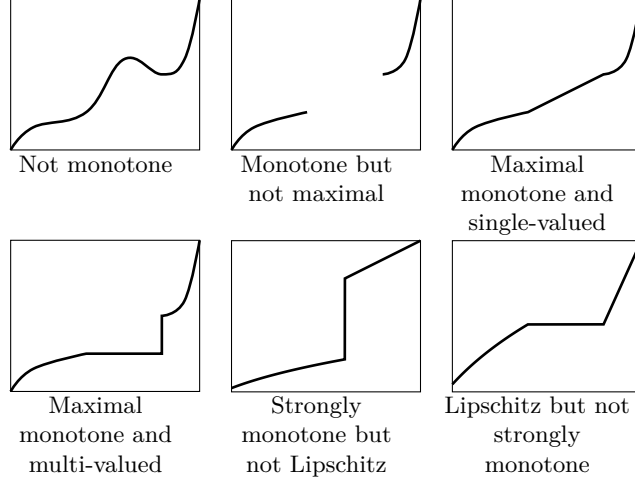 Not monotone
Monotone but
not maximal
Maximal
monotone and
single-valued
Maximal
monotone and
multi-valued
Strongly
monotone but
not Lipschitz
Lipschitz but not
strongly
monotone